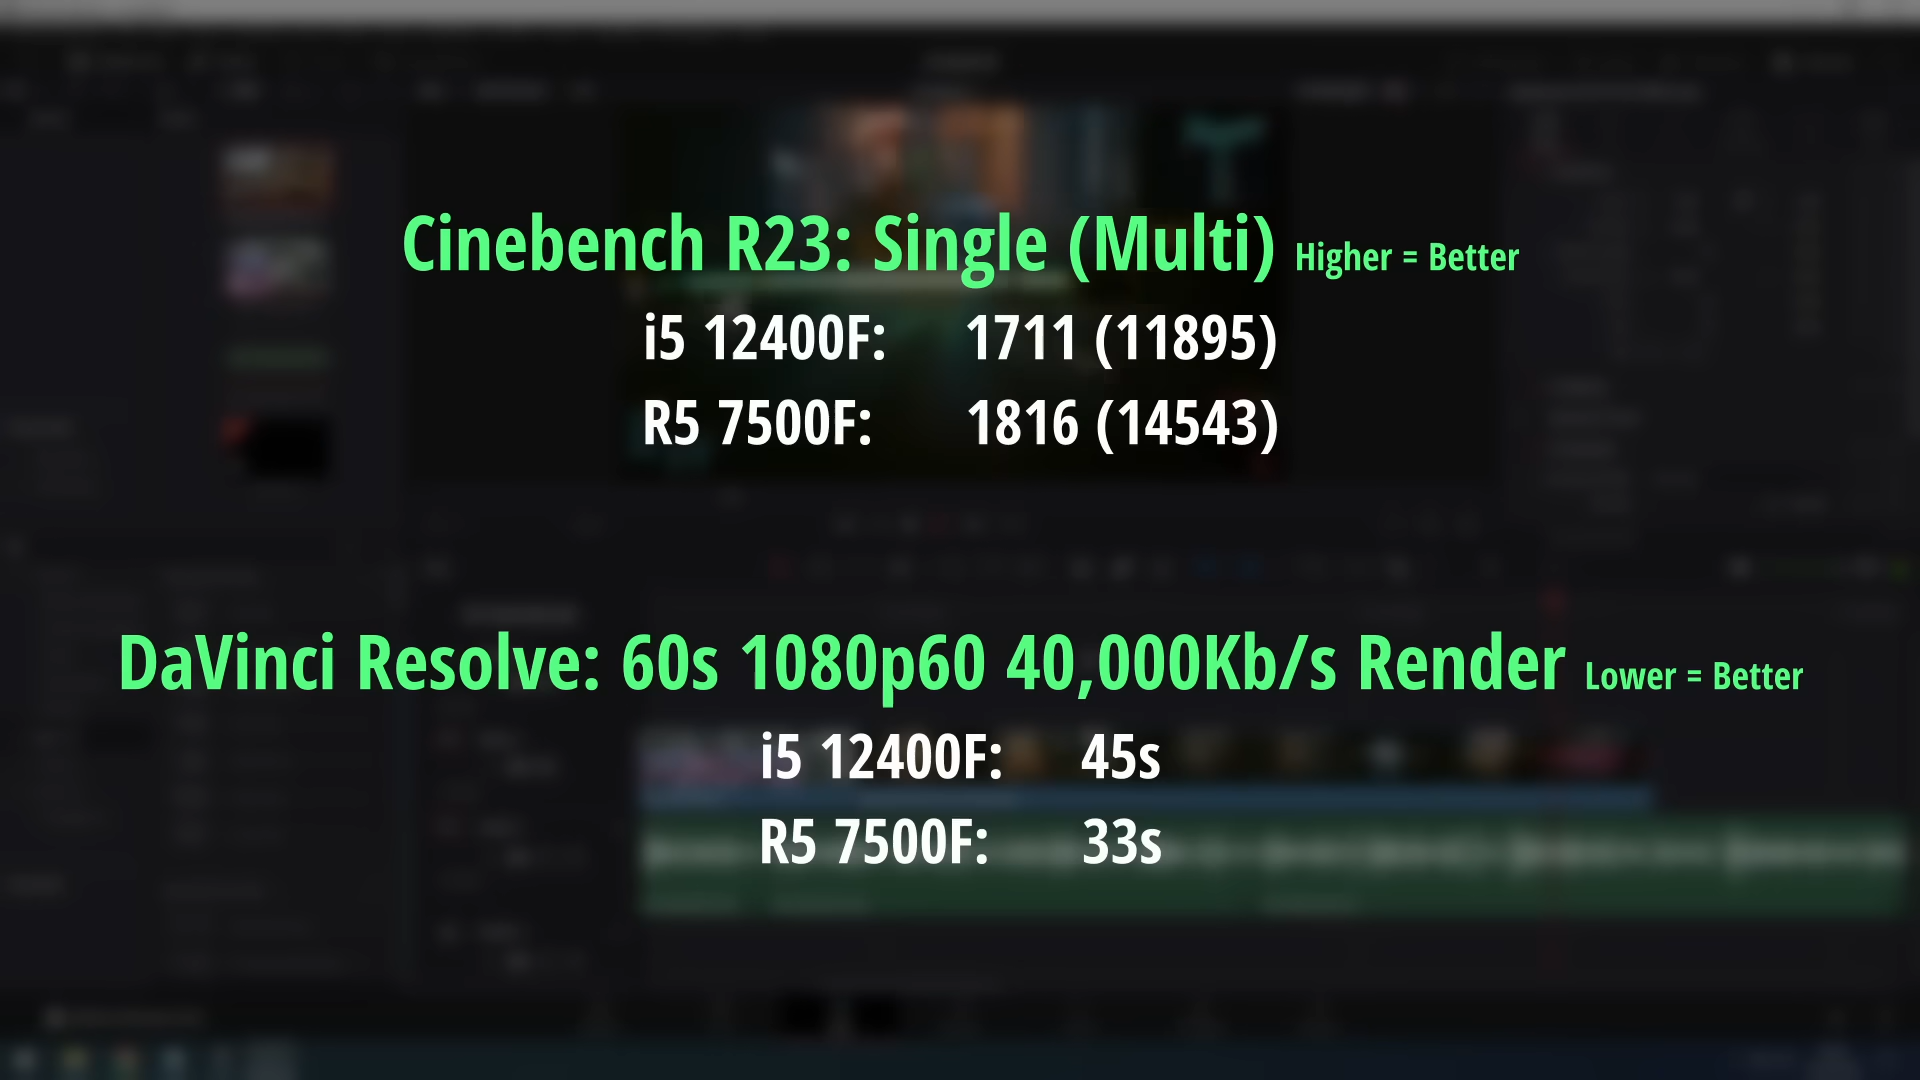 Cinebench R23: Single (Multi) Higher = Better
i5 12400F: 1711 (11895)
R5 7500F: 1816 (14543)
DaVinci Resolve: 60s 1080p60 40,000Kb/s Render Lower = Better
i5 12400F: 45s
R5 7500F: 33s